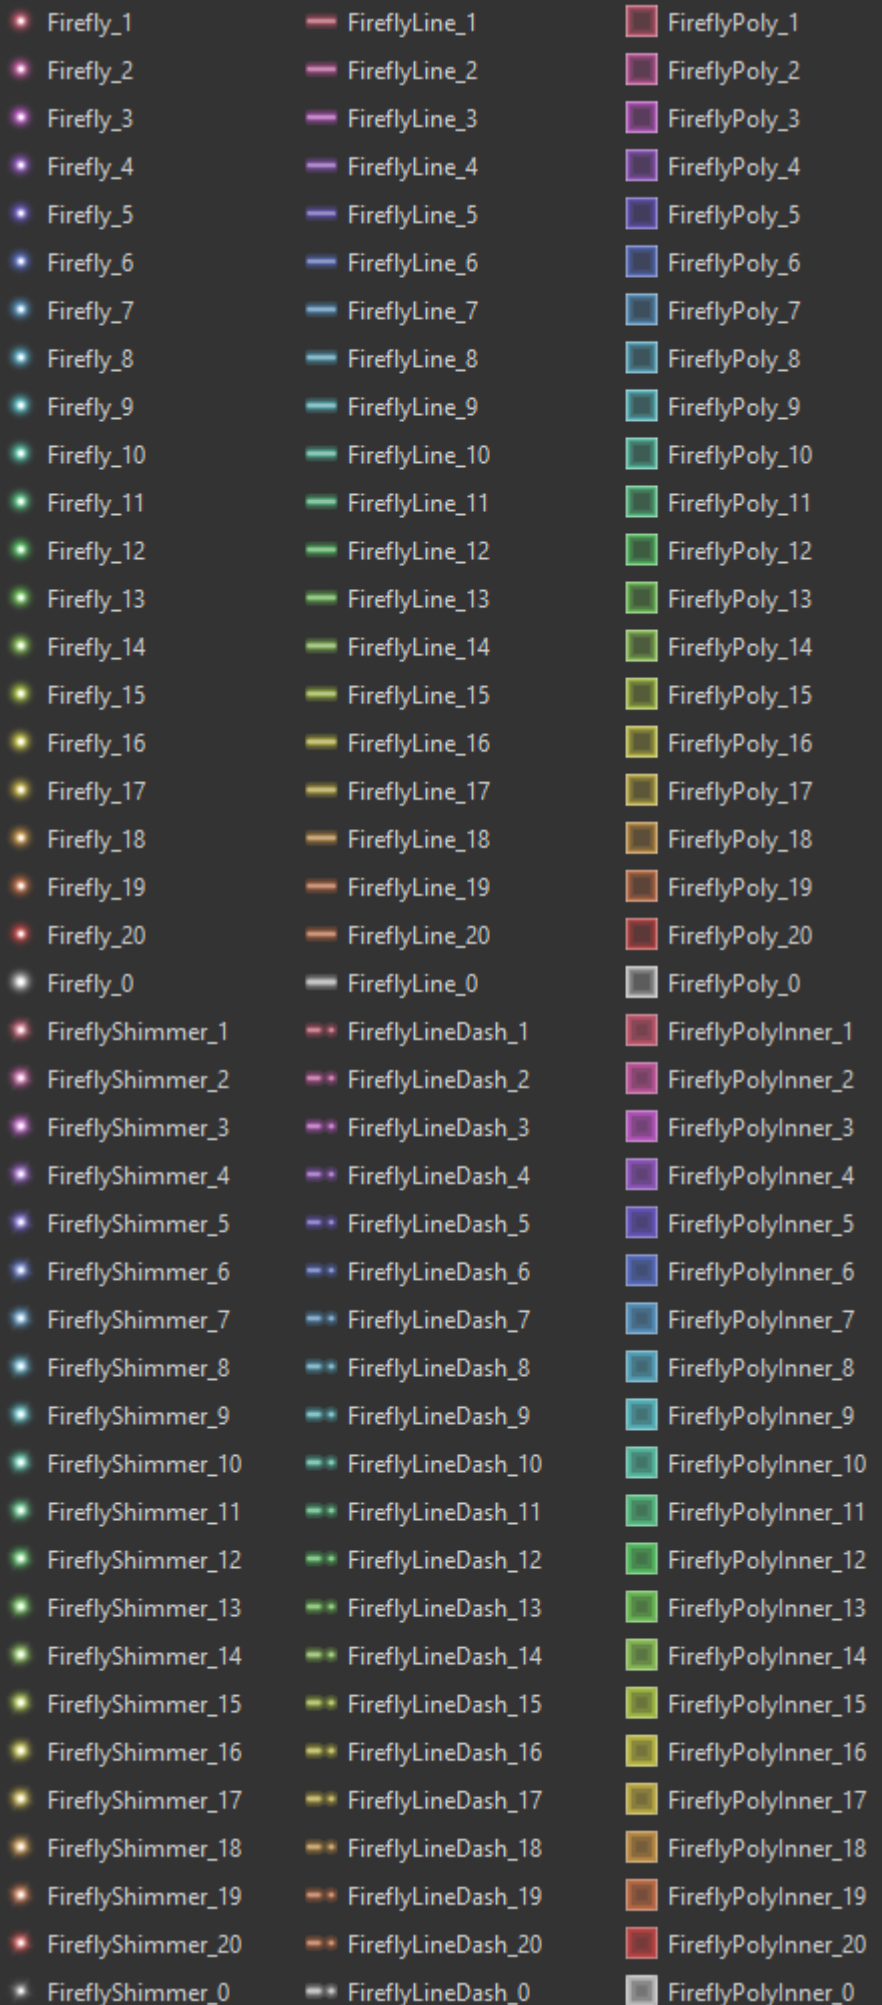 Firefly_1 FireflyLine_1 FireflyPoly_1
Firefly_2 FireflyLine_2 FireflyPoly_2
Firefly_3 FireflyLine_3 FireflyPoly_3
Firefly_4 FireflyLine_4 FireflyPoly_4
Firefly_5 FireflyLine_5 FireflyPoly_5
Firefly_6 FireflyLine_6 FireflyPoly_6
Firefly_7 FireflyLine_7 FireflyPoly_7
Firefly_8 FireflyLine_8 FireflyPoly_8
Firefly_9 FireflyLine_9 FireflyPoly_9
Firefly_10 FireflyLine_10 FireflyPoly_10
Firefly_11 FireflyLine_11 FireflyPoly_11
Firefly_12 FireflyLine_12 FireflyPoly_12
Firefly_13 FireflyLine_13 FireflyPoly_13
Firefly_14 FireflyLine_14 FireflyPoly_14
Firefly_15 FireflyLine_15 FireflyPoly_15
Firefly_16 FireflyLine_16 FireflyPoly_16
Firefly_17 FireflyLine_17 FireflyPoly_17
Firefly_18 FireflyLine_18 FireflyPoly_18
Firefly_19 FireflyLine_19 FireflyPoly_19
Firefly_20 FireflyLine_20 FireflyPoly_20
Firefly_0 FireflyLine_0 FireflyPoly_0
FireflyShimmer_1 FireflyLineDash_1 FireflyPolyInner_1
FireflyShimmer_2 FireflyLineDash_2 FireflyPolyInner_2
FireflyShimmer_3 FireflyLineDash_3 FireflyPolyInner_3
FireflyShimmer_4 FireflyLineDash_4 FireflyPolyInner_4
FireflyShimmer_5 FireflyLineDash_5 FireflyPolyInner_5
FireflyShimmer_6 FireflyLineDash_6 FireflyPolyInner_6
FireflyShimmer_7 FireflyLineDash_7 FireflyPolyInner_7
FireflyShimmer_8 FireflyLineDash_8 FireflyPolyInner_8
FireflyShimmer_9 FireflyLineDash_9 FireflyPolyInner_9
FireflyShimmer_10 FireflyLineDash_10 FireflyPolyInner_10
FireflyShimmer_11 FireflyLineDash_11 FireflyPolyInner_11
FireflyShimmer_12 FireflyLineDash_12 FireflyPolyInner_12
FireflyShimmer_13 FireflyLineDash_13 FireflyPolyInner_13
FireflyShimmer_14 FireflyLineDash_14 FireflyPolyInner_14
FireflyShimmer_15 FireflyLineDash_15 FireflyPolyInner_15
FireflyShimmer_16 FireflyLineDash_16 FireflyPolyInner_16
FireflyShimmer_17 FireflyLineDash_17 FireflyPolyInner_17
FireflyShimmer_18 FireflyLineDash_18 FireflyPolyInner_18
FireflyShimmer_19 FireflyLineDash_19 FireflyPolyInner_19
FireflyShimmer_20 FireflyLineDash_20 FireflyPolyInner_20
FireflyShimmer_0 FireflyLineDash_0 FireflyPolyInner_0